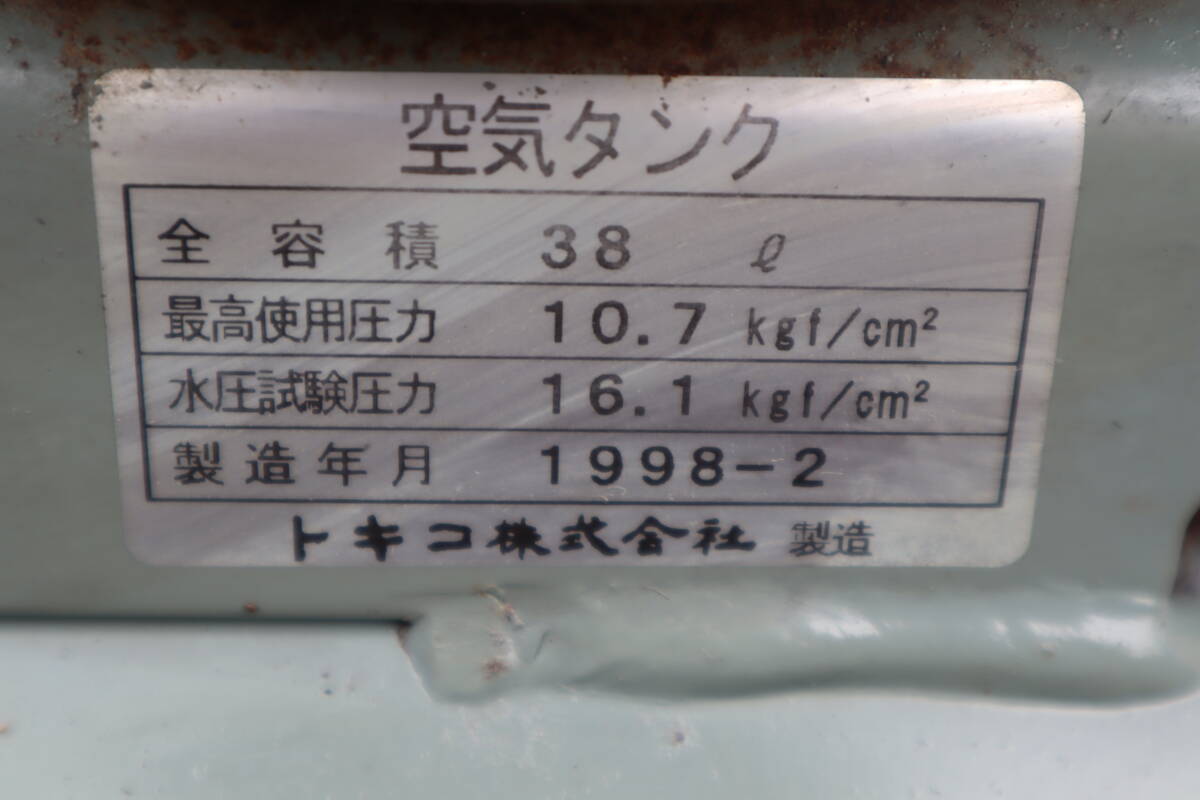 空気タンク
全容積 38 ℓ
最高使用圧力 10.7 kgf/cm²
水圧試験圧力 16.1 kgf/cm²
製造年月 1998-2
トキコ株式会社 製造